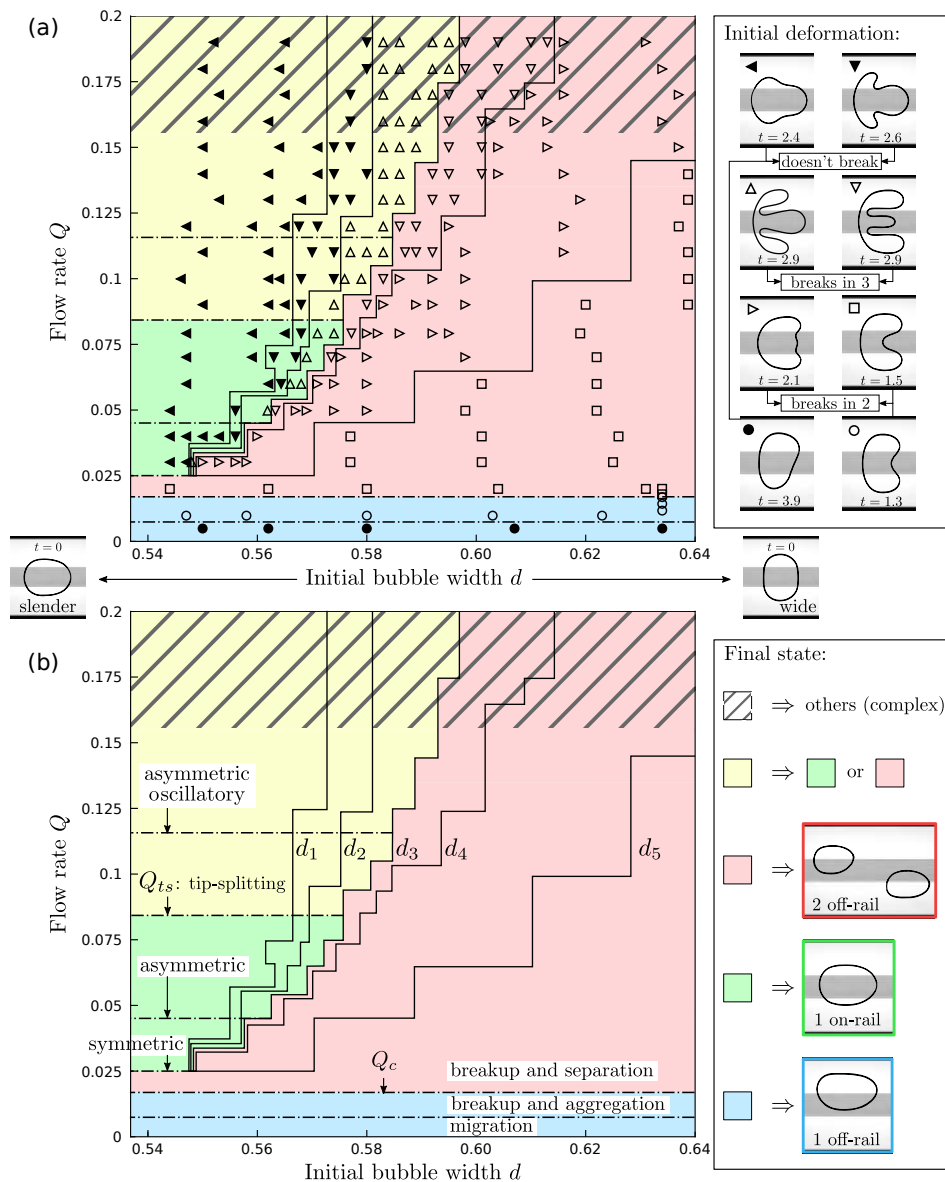 (a)
Flow rate Q
0.2
0.175
0.15
0.125
0.1
0.075
0.05
0.025
0
0.54
0.56
0.58
0.60
0.62
0.64
Initial bubble width d
t = 0
slender
t = 0
wide
Initial deformation:
t = 2.4
t = 2.6
doesn't break
t = 2.9
t = 2.9
breaks in 3
t = 2.1
t = 1.5
breaks in 2
t = 3.9
t = 1.3
(b)
Flow rate Q
0.2
0.175
0.15
0.125
0.1
0.075
0.05
0.025
0
asymmetric
oscillatory
d₁
d₂
d₃
d₄
d₅
Q_ts: tip-splitting
asymmetric
symmetric
Q_c
breakup and separation
breakup and aggregation
migration
0.54
0.56
0.58
0.60
0.62
0.64
Initial bubble width d
Final state:
⇒ others (complex)
⇒ or
⇒
2 off-rail
⇒
1 on-rail
⇒
1 off-rail